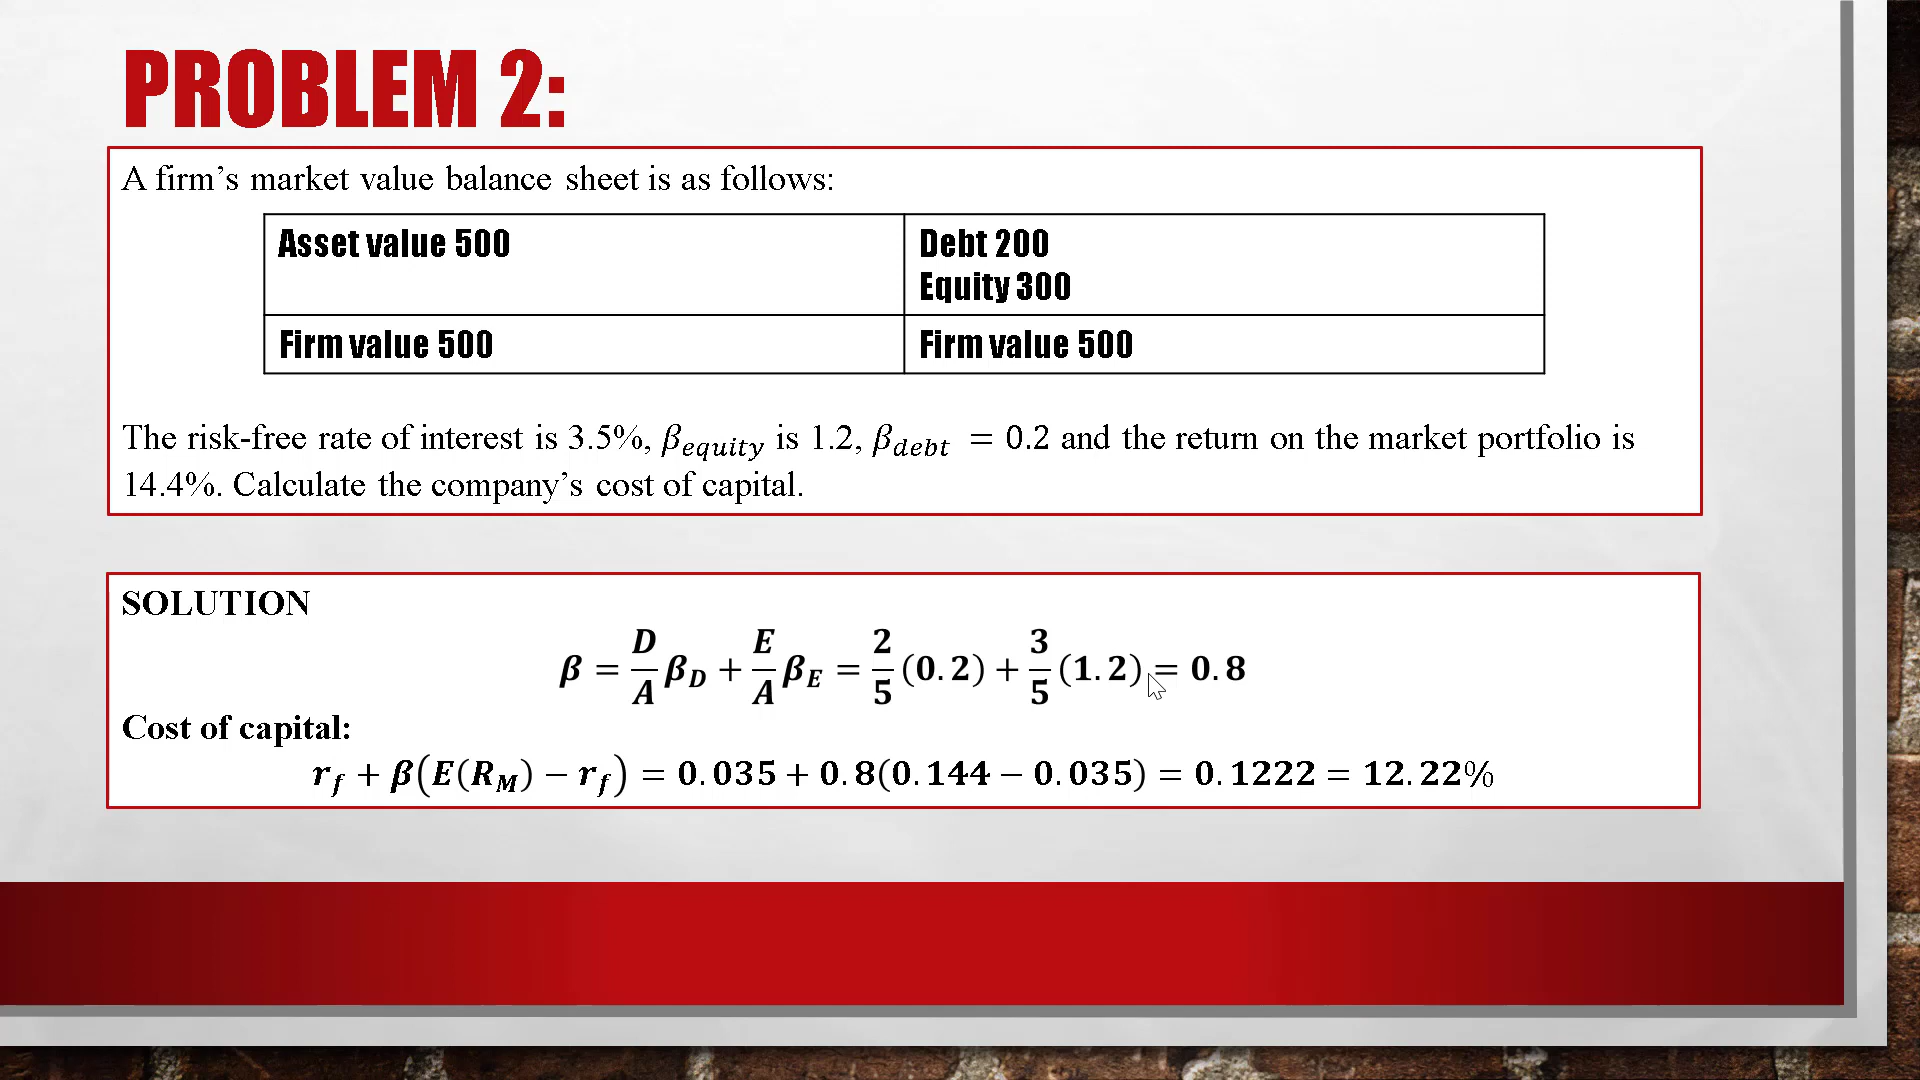 PROBLEM 2:
A firm’s market value balance sheet is as follows:
Asset value 500
Debt 200
Equity 300
Firm value 500
Firm value 500
The risk-free rate of interest is 3.5%, β_equity is 1.2, β_debt = 0.2 and the return on the market portfolio is
14.4%. Calculate the company’s cost of capital.
SOLUTION
β = D/A β_D + E/A β_E = 2/5 (0.2) + 3/5 (1.2) = 0.8
Cost of capital:
r_f + β(E(R_M) − r_f) = 0.035 + 0.8(0.144 − 0.035) = 0.1222 = 12.22%